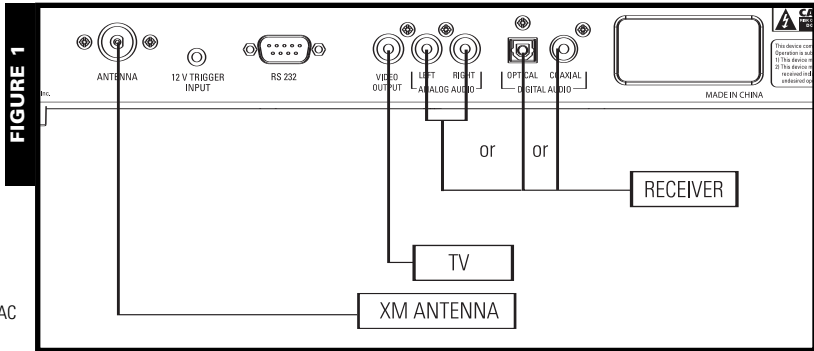 FIGURE 1
ANTENNA
12 V TRIGGER
INPUT
RS 232
VIDEO
OUTPUT
LEFT RIGHT
ANALOG AUDIO
OPTICAL COAXIAL
DIGITAL AUDIO
MADE IN CHINA
This device com
Operation is sub
1) This device m
2) This device m
received ind
undesired op
Inc.
or or
RECEIVER
TV
XM ANTENNA
AC